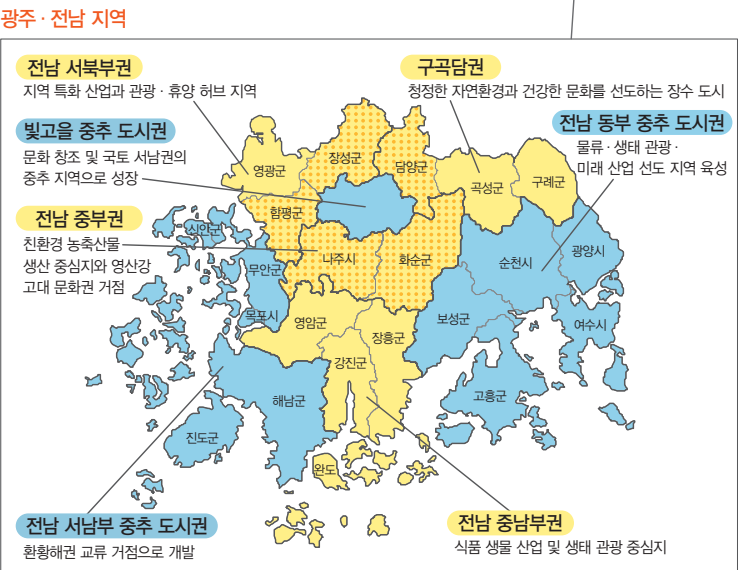 광주 · 전남 지역
전남 서북부권
지역 특화 산업과 관광 · 휴양 허브 지역
구곡담권
청정한 자연환경과 건강한 문화를 선도하는 장수 도시
빛고을 중추 도시권
문화 창조 및 국토 서남권의
중추 지역으로 성장
전남 동부 중추 도시권
물류 · 생태 관광 ·
미래 산업 선도 지역 육성
전남 중부권
친환경 농축산물
생산 중심지와 영산강
고대 문화권 거점
영광군
장성군
담양군
곡성군
구례군
함평군
신안군
나주시
화순군
순천시
광양시
무안군
목포시
영암군
장흥군
보성군
여수시
강진군
해남군
고흥군
진도군
완도
전남 서남부 중추 도시권
환황해권 교류 거점으로 개발
전남 중남부권
식품 생물 산업 및 생태 관광 중심지